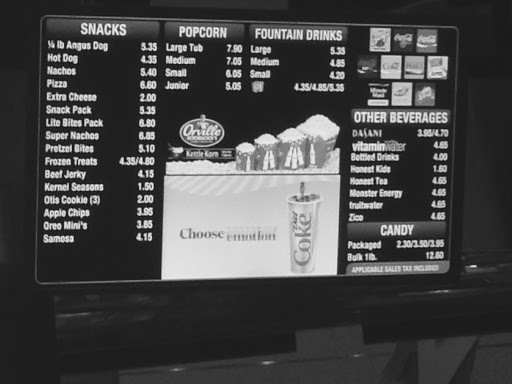 SNACKS
¼ lb Angus Dog 5.35
Hot Dog 4.35
Nachos 5.40
Pizza 6.60
Extra Cheese 2.00
Snack Pack 5.35
Lite Bites Pack 6.80
Super Nachos 6.85
Pretzel Bites 5.10
Frozen Treats 4.35/4.80
Beef Jerky 4.15
Kernel Seasons 1.50
Otis Cookie (3) 2.00
Apple Chips 3.95
Oreo Mini's 3.85
Samosa 4.15
POPCORN
Large Tub 7.90
Medium 7.05
Small 6.05
Junior 5.05
FOUNTAIN DRINKS
Large 5.35
Medium 4.85
Small 4.20
4.35/4.85/5.35
Orville
Kettle Korn
Choose emotion
diet Coke
Coca-Cola
Coke
Minute Maid
OTHER BEVERAGES
DASANI 3.95/4.70
vitaminwater 4.65
Bottled Drinks 4.00
Honest Kids 1.60
Honest Tea 4.65
Monster Energy 4.65
fruitwater 4.65
Zico 4.65
CANDY
Packaged 2.30/3.50/3.95
Bulk 1lb. 12.60
APPLICABLE SALES TAX INCLUDED